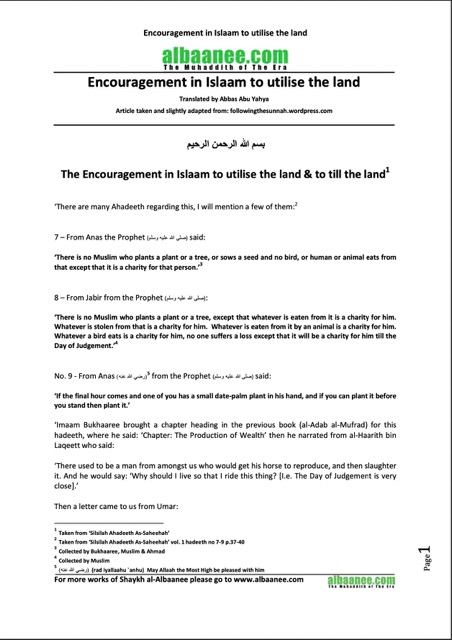 Encouragement in Islaam to utilise the land
albaanee.com
The Muhaddith of The Era
Encouragement in Islaam to utilise the land
Translated by Abbas Abu Yahya
Article taken and slightly adapted from: followingthesunnah.wordpress.com
بسم الله الرحمن الرحيم
The Encouragement in Islaam to utilise the land & to till the land1
‘There are many Ahadeeth regarding this, I will mention a few of them:2
7 – From Anas the Prophet (صلى الله عليه وسلم) said:
‘There is no Muslim who plants a plant or a tree, or sows a seed and no bird, or human or animal eats from
that except that it is a charity for that person.’3
8 – From Jabir from the Prophet (صلى الله عليه وسلم):
‘There is no Muslim who plants a plant or a tree, except that whatever is eaten from it is a charity for him.
Whatever is stolen from that is a charity for him. Whatever is eaten from it by an animal is a charity for him.
Whatever a bird eats is a charity for him, no one suffers a loss except that it will be a charity for him till the
Day of Judgement.’4
No. 9 - From Anas (رضي الله عنه)5 from the Prophet (صلى الله عليه وسلم) said:
‘If the final hour comes and one of you has a small date-palm plant in his hand, and if you can plant it before
you stand then plant it.’
‘Imaam Bukhaaree brought a chapter heading in the previous book (al-Adab al-Mufrad) for this
hadeeth, where he said: ‘Chapter: The Production of Wealth’ then he narrated from al-Haarith bin
Laqeett who said:
‘There used to be a man from amongst us who would get his horse to reproduce, and then slaughter
it. And he would say: ‘Why should I live so that I ride this thing? [I.e. The Day of Judgement is very
close].’
Then a letter came to us from Umar:
1 Taken from ‘Silsilah Ahadeeth As-Saheehah’
2 Taken from ‘Silsilah Ahadeeth As-Saheehah’ vol. 1 hadeeth no 7-9 p.37-40
3 Collected by Bukhaaree, Muslim & Ahmad
4 Collected by Muslim
5 (رضي الله عنه) (rad iyallaahu `anhu) May Allaah the Most High be pleased with him
For more works of Shaykh al-Albaanee please go to www.albaanee.com
albaanee.com
The Muhaddith of The Era
Page1